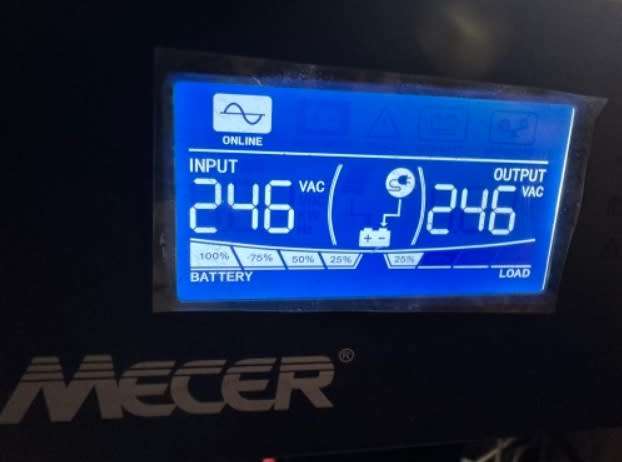 ONLINE
INPUT OUTPUT
246 VAC 246 VAC
100% 75% 50% 25% 25%
BATTERY LOAD
MECER®